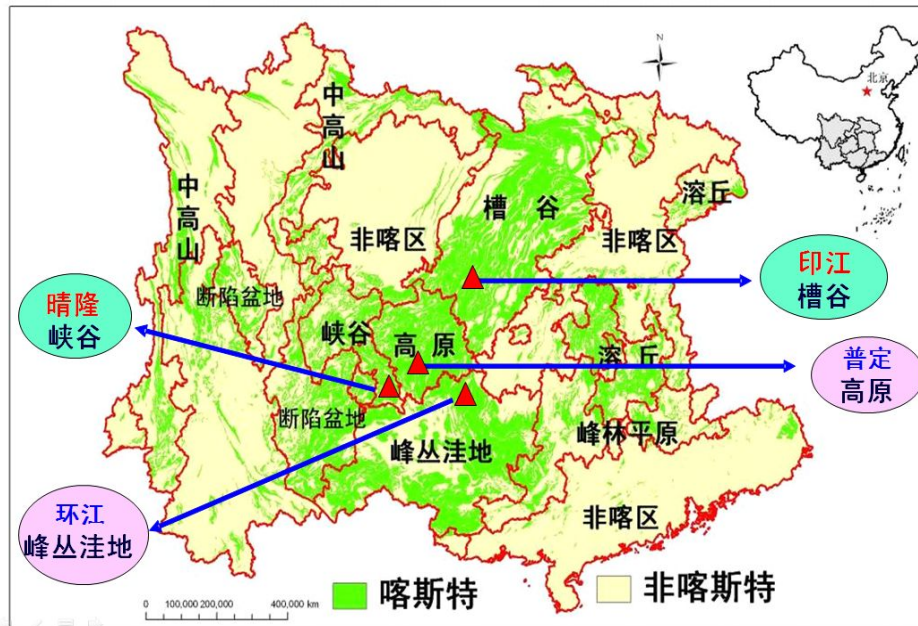 N
北京
中
高
山
中
高
山
槽 谷
溶丘
非喀区
非喀区
断陷盆地
印江
槽谷
晴隆
峡谷
峡谷
高 原
溶 丘
普定
高原
断陷盆地
峰丛洼地
峰林平原
环江
峰丛洼地
非喀区
喀斯特
非喀斯特
0 100,000 200,000 400,000 km